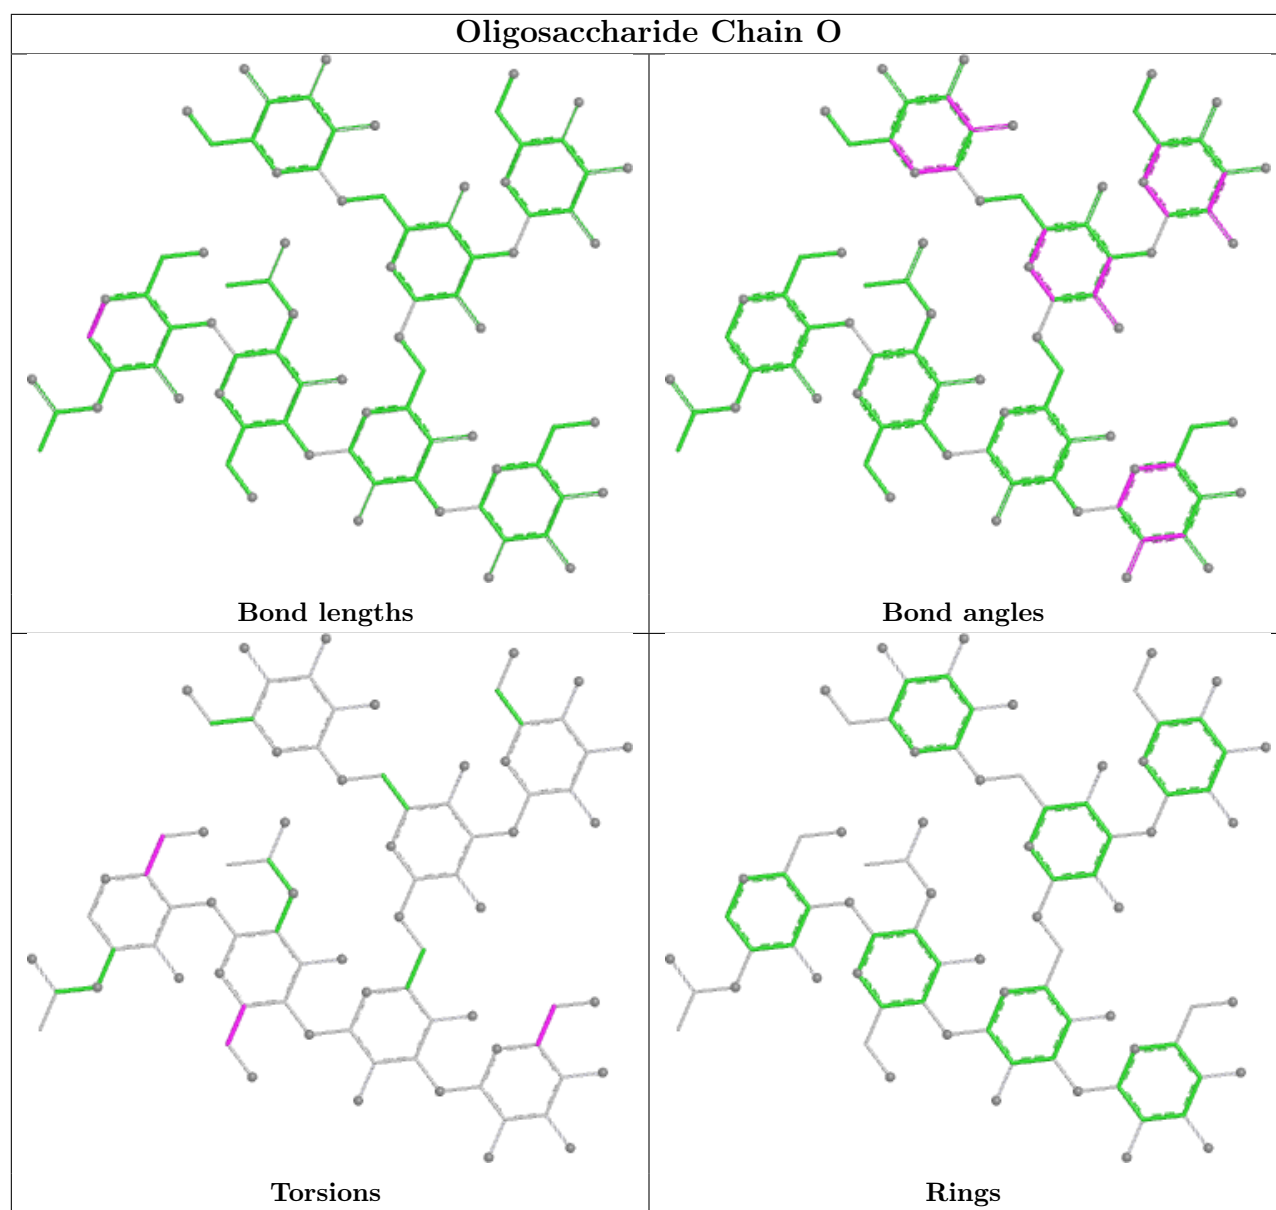 Oligosaccharide Chain O
Bond lengths
Bond angles
Torsions
Rings